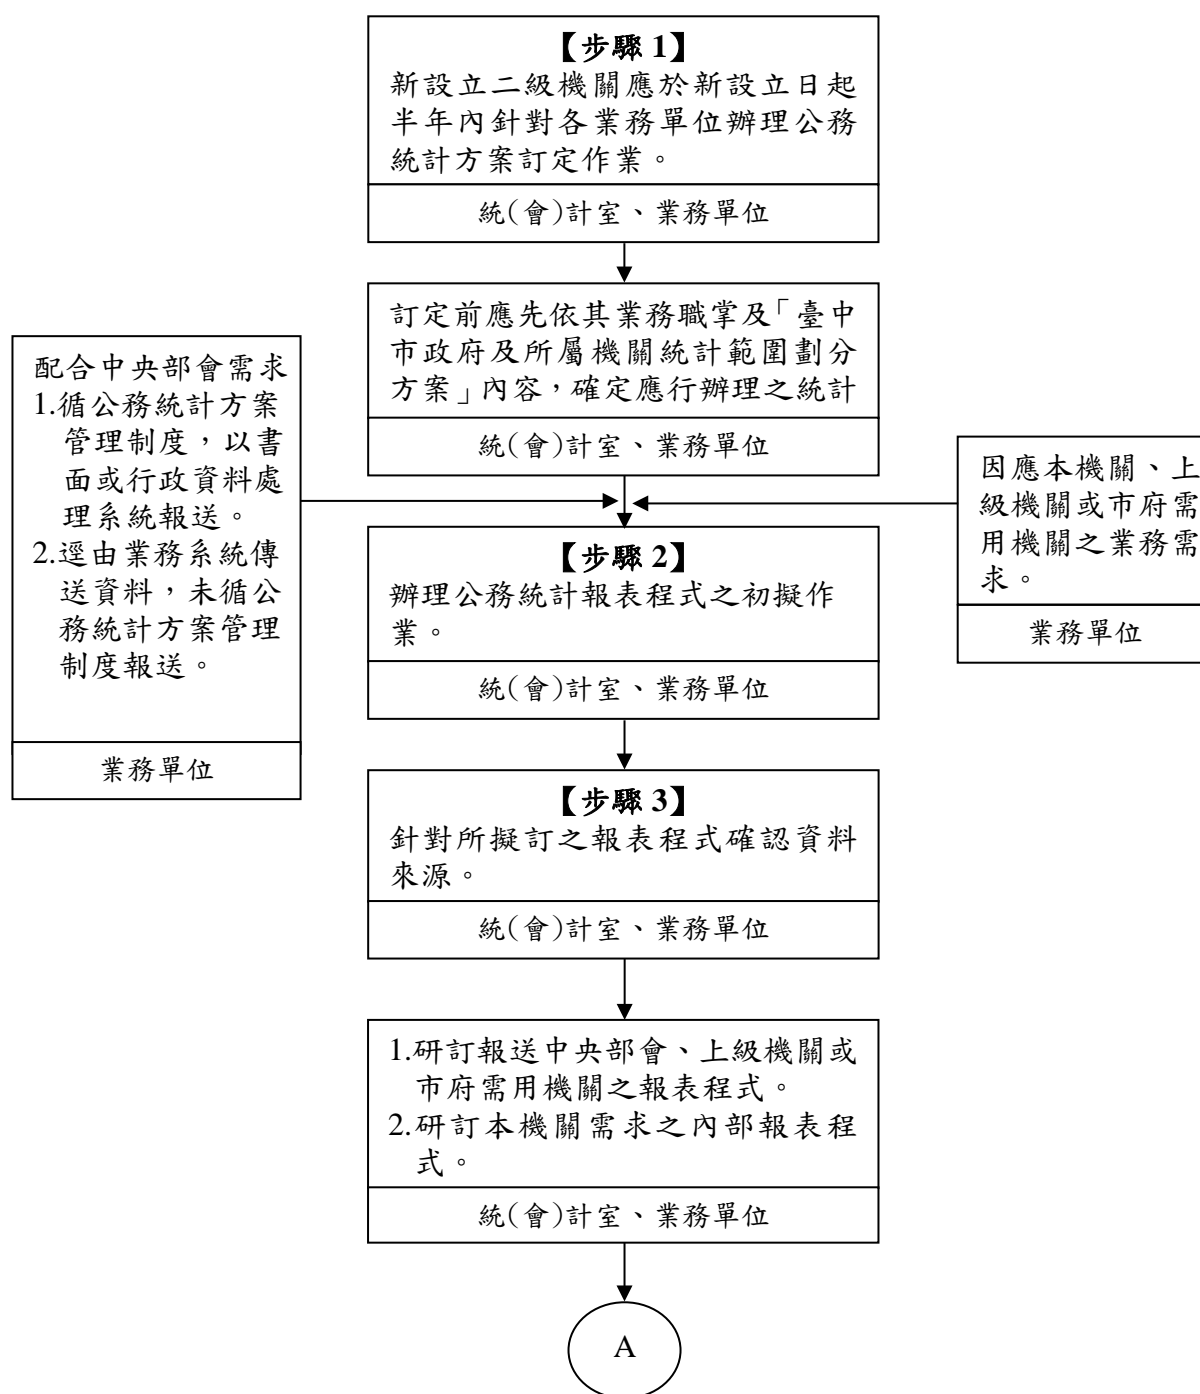 【步驟 1】
新設立二級機關應於新設立日起
半年內針對各業務單位辦理公務
統計方案訂定作業。
統(會)計室、業務單位
訂定前應先依其業務職掌及「臺中
市政府及所屬機關統計範圍劃分
方案」內容，確定應行辦理之統計
統(會)計室、業務單位
配合中央部會需求
1.循公務統計方案
管理制度，以書
面或行政資料處
理系統報送。
2.逕由業務系統傳
送資料，未循公
務統計方案管理
制度報送。
業務單位
因應本機關、上
級機關或市府需
用機關之業務需
求。
業務單位
【步驟 2】
辦理公務統計報表程式之初擬作
業。
統(會)計室、業務單位
【步驟 3】
針對所擬訂之報表程式確認資料
來源。
統(會)計室、業務單位
1.研訂報送中央部會、上級機關或
市府需用機關之報表程式。
2.研訂本機關需求之內部報表程
式。
統(會)計室、業務單位
A